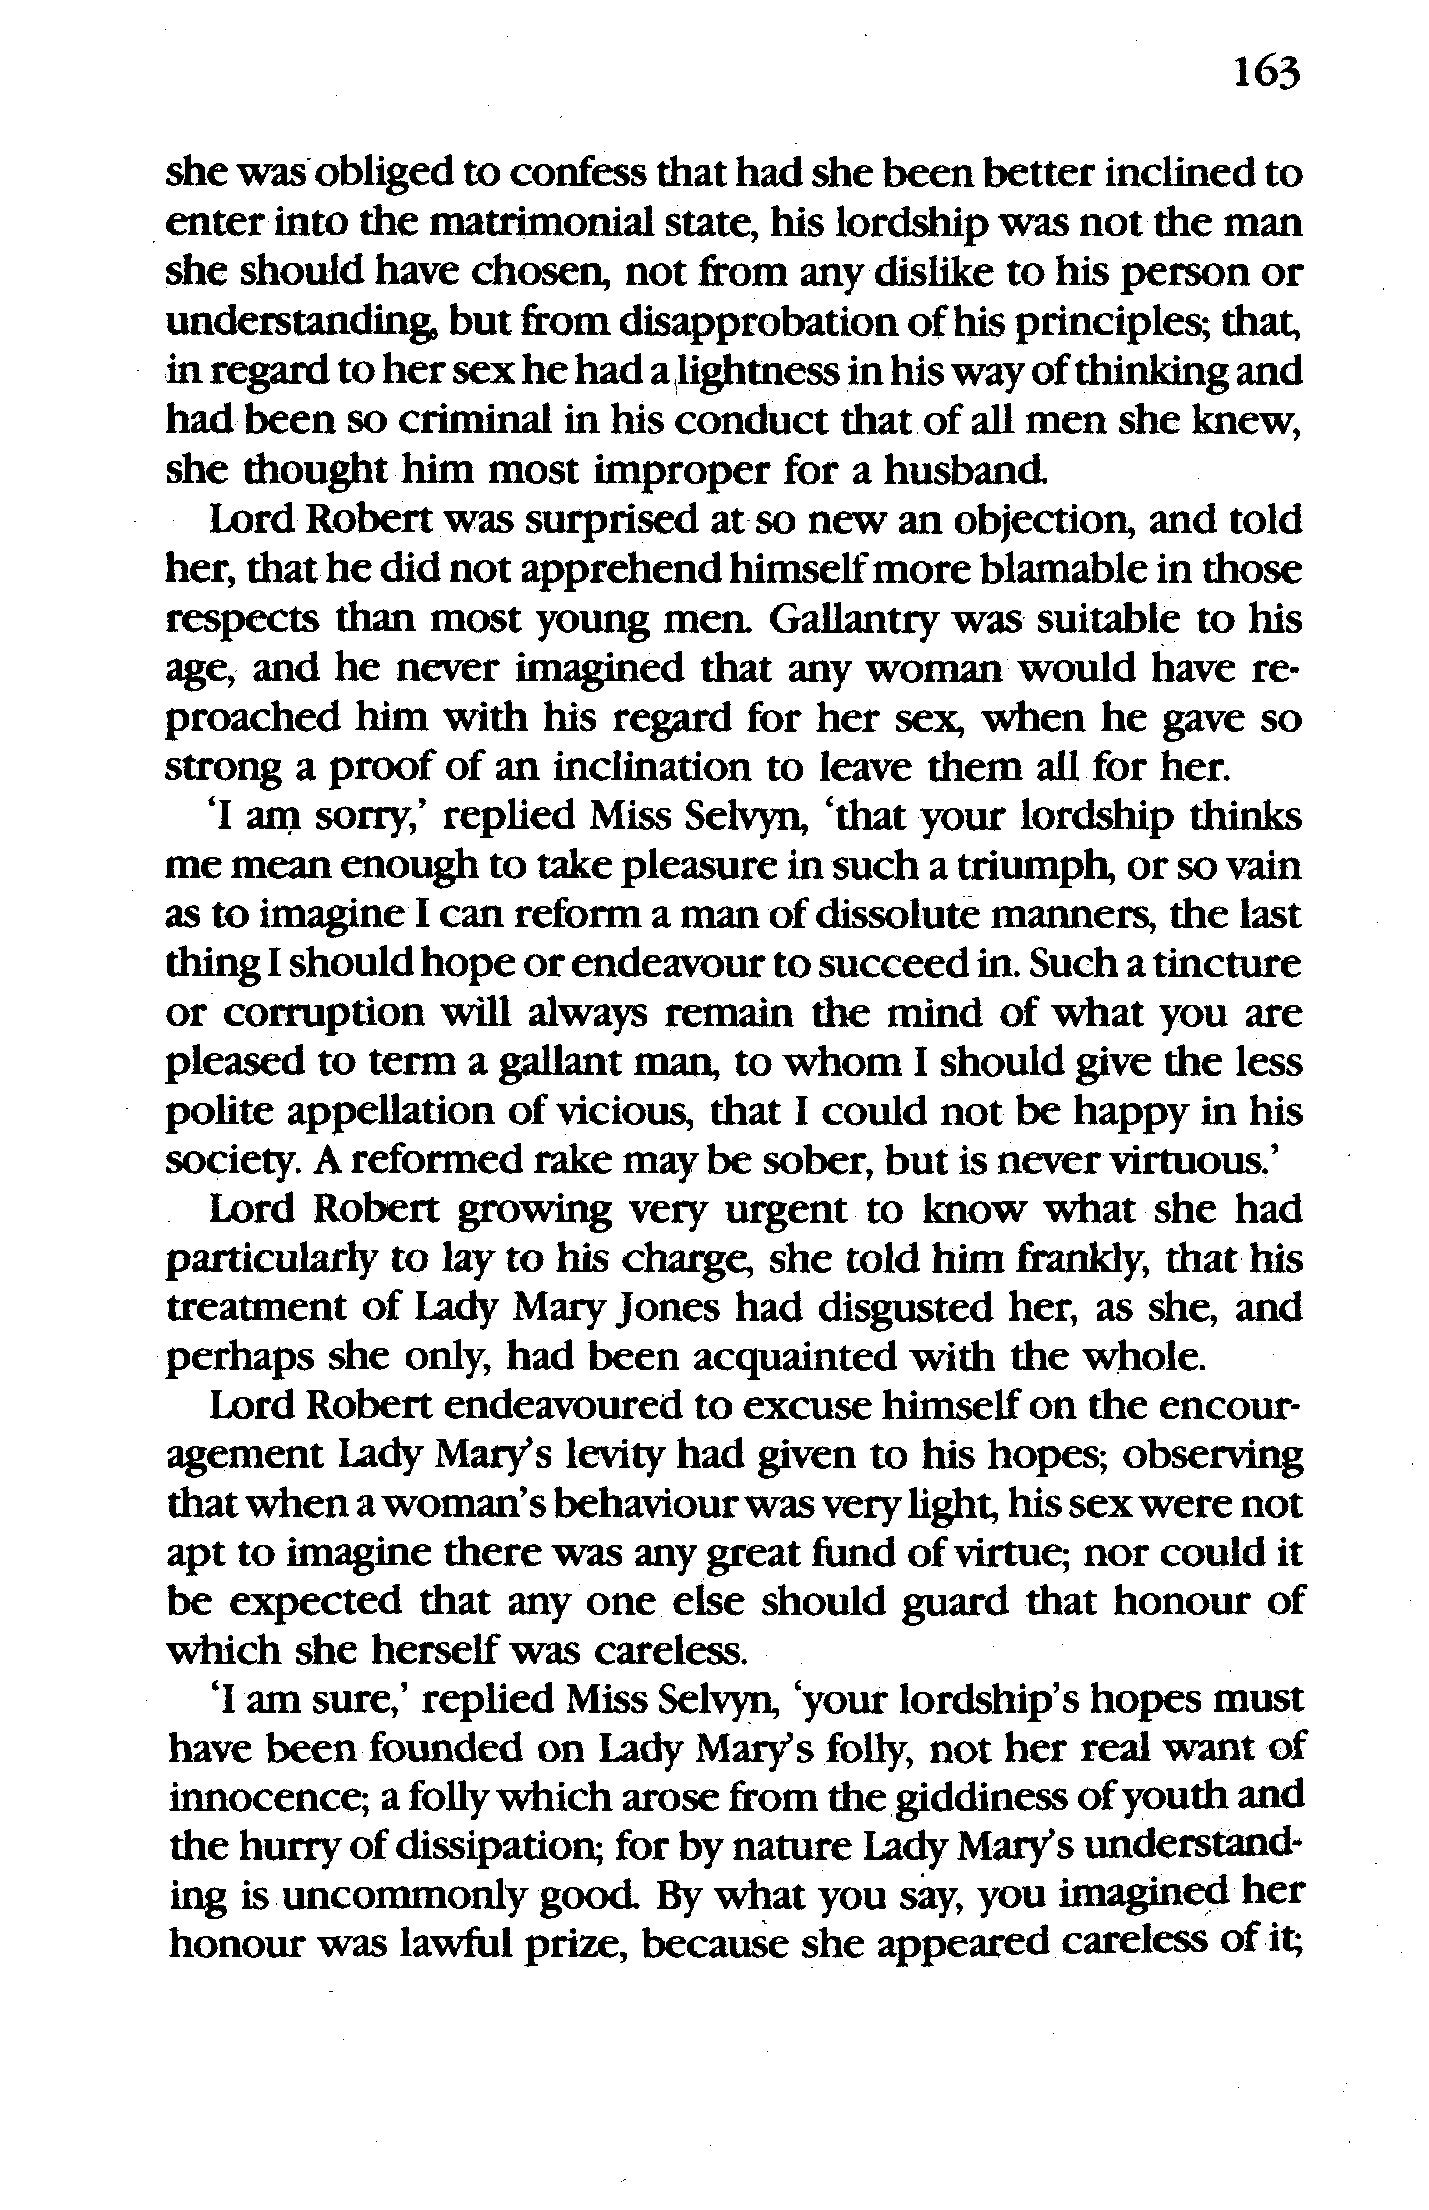 163
she was obliged to confess that had she been better inclined to
enter into the matrimonial state, his lordship was not the man
she should have chosen, not from any dislike to his person or
understanding, but from disapprobation of his principles; that,
in regard to her sex he had a lightness in his way of thinking and
had been so criminal in his conduct that of all men she knew,
she thought him most improper for a husband.
Lord Robert was surprised at so new an objection, and told
her, that he did not apprehend himself more blamable in those
respects than most young men. Gallantry was suitable to his
age, and he never imagined that any woman would have re-
proached him with his regard for her sex, when he gave so
strong a proof of an inclination to leave them all for her.
‘I am sorry,’ replied Miss Selvyn, ‘that your lordship thinks
me mean enough to take pleasure in such a triumph, or so vain
as to imagine I can reform a man of dissolute manners, the last
thing I should hope or endeavour to succeed in. Such a tincture
or corruption will always remain the mind of what you are
pleased to term a gallant man, to whom I should give the less
polite appellation of vicious, that I could not be happy in his
society. A reformed rake may be sober, but is never virtuous.’
Lord Robert growing very urgent to know what she had
particularly to lay to his charge, she told him frankly, that his
treatment of Lady Mary Jones had disgusted her, as she, and
perhaps she only, had been acquainted with the whole.
Lord Robert endeavoured to excuse himself on the encour-
agement Lady Mary’s levity had given to his hopes; observing
that when a woman’s behaviour was very light, his sex were not
apt to imagine there was any great fund of virtue; nor could it
be expected that any one else should guard that honour of
which she herself was careless.
‘I am sure,’ replied Miss Selvyn, ‘your lordship’s hopes must
have been founded on Lady Mary’s folly, not her real want of
innocence; a folly which arose from the giddiness of youth and
the hurry of dissipation; for by nature Lady Mary’s understand-
ing is uncommonly good. By what you say, you imagined her
honour was lawful prize, because she appeared careless of it;